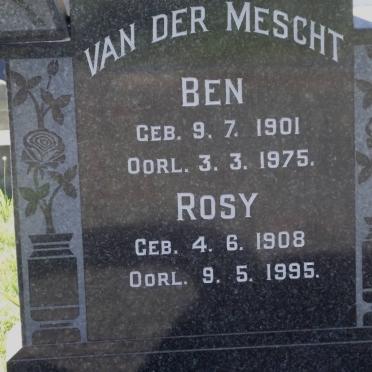 VAN DER MESCHT
BEN
GEB. 9. 7. 1901
OORL. 3. 3. 1975.
ROSY
GEB. 4. 6. 1908
OORL. 9. 5. 1995.